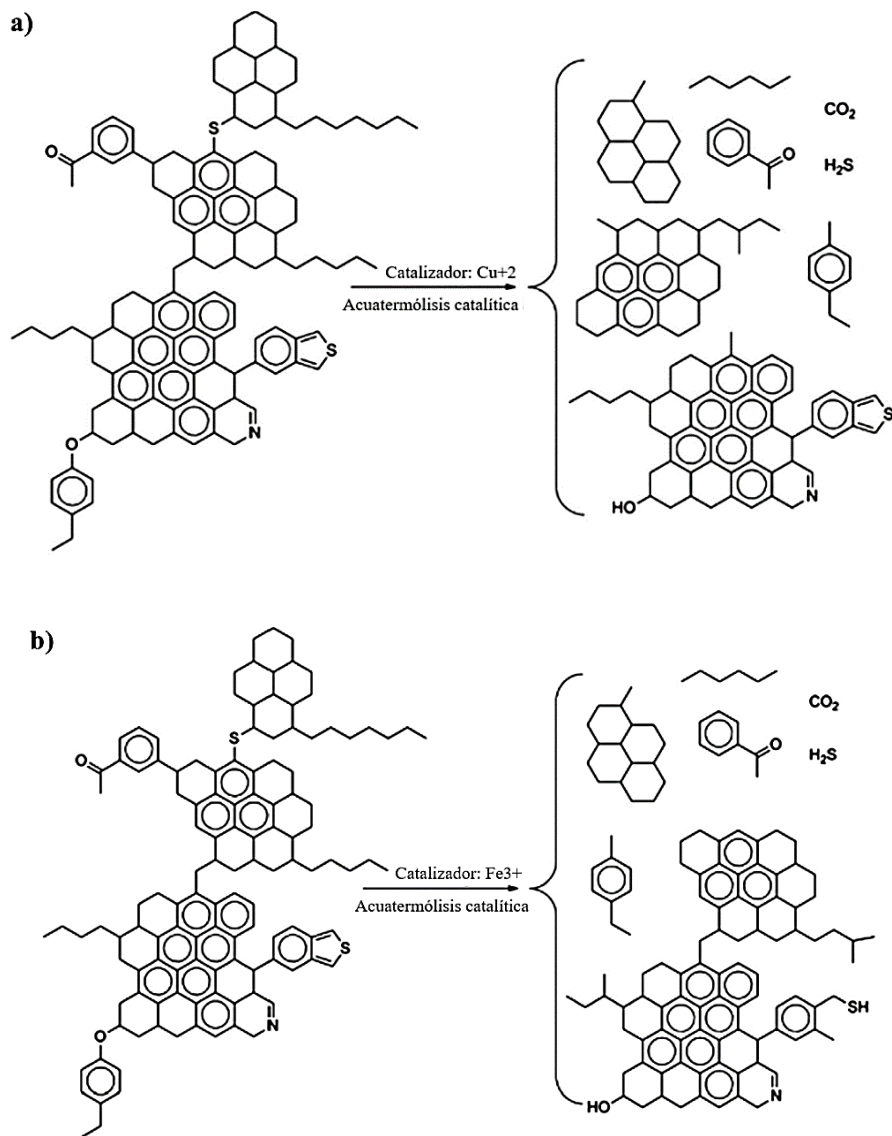 a)
S
O
S
N
O
Catalizador: Cu+2
Acuatermólisis catalítica
CO2
O
H2S
S
N
HO
b)
S
O
S
N
O
Catalizador: Fe3+
Acuatermólisis catalítica
CO2
O
H2S
SH
N
HO